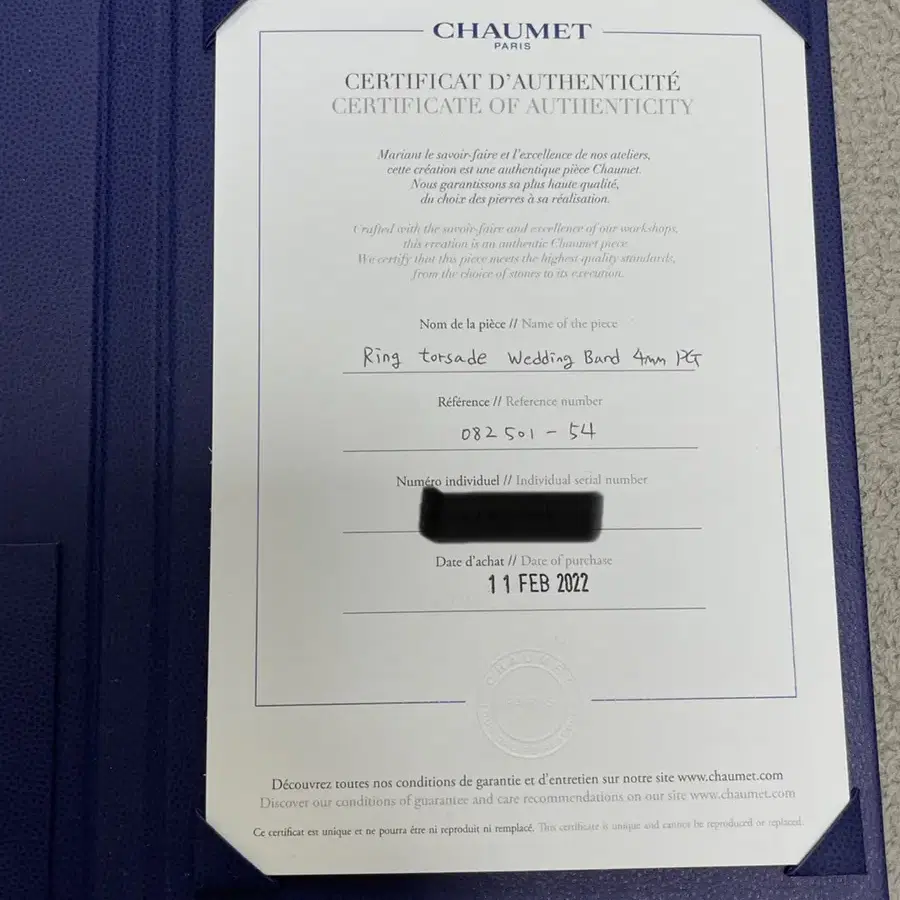 CHAUMET
PARIS
CERTIFICAT D'AUTHENTICITÉ
CERTIFICATE OF AUTHENTICITY
Mariant le savoir-faire et l'excellence de nos ateliers,
cette création est une authentique pièce Chaumet.
Nous garantissons sa plus haute qualité,
du choix des pierres à sa réalisation.
Crafted with the savoir-faire and excellence of our workshops,
this creation is an authentic Chaumet piece.
We certify that this piece meets the highest quality standards,
from the choice of stones to its execution.
Nom de la pièce // Name of the piece
Ring torsade Wedding Band 4mm PG
Référence // Reference number
082501-54
Numéro individuel // Individual serial number
Date d'achat // Date of purchase
11 FEB 2022
CHAUMET
PARIS
Découvrez toutes nos conditions de garantie et d'entretien sur notre site www.chaumet.com
Discover our conditions of guarantee and care recommendations on our site www.chaumet.com
Ce certificat est unique et ne pourra être ni reproduit ni remplacé. This certificate is unique and cannot be reproduced or replaced.